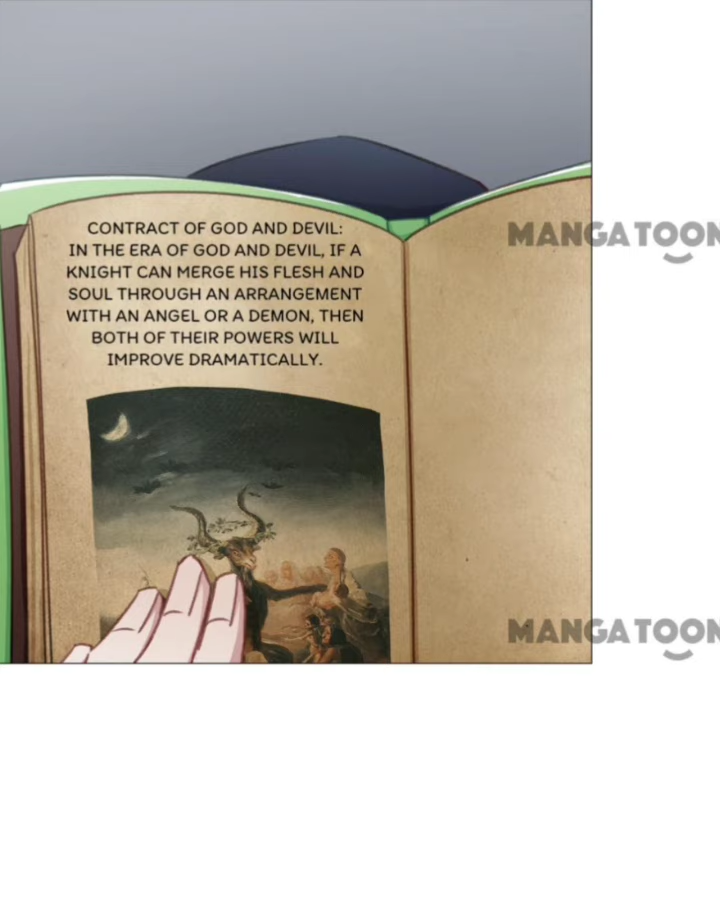 CONTRACT OF GOD AND DEVIL:
IN THE ERA OF GOD AND DEVIL, IF A
KNIGHT CAN MERGE HIS FLESH AND
SOUL THROUGH AN ARRANGEMENT
WITH AN ANGEL OR A DEMON, THEN
BOTH OF THEIR POWERS WILL
IMPROVE DRAMATICALLY.
MANGATOON
MANGATOON